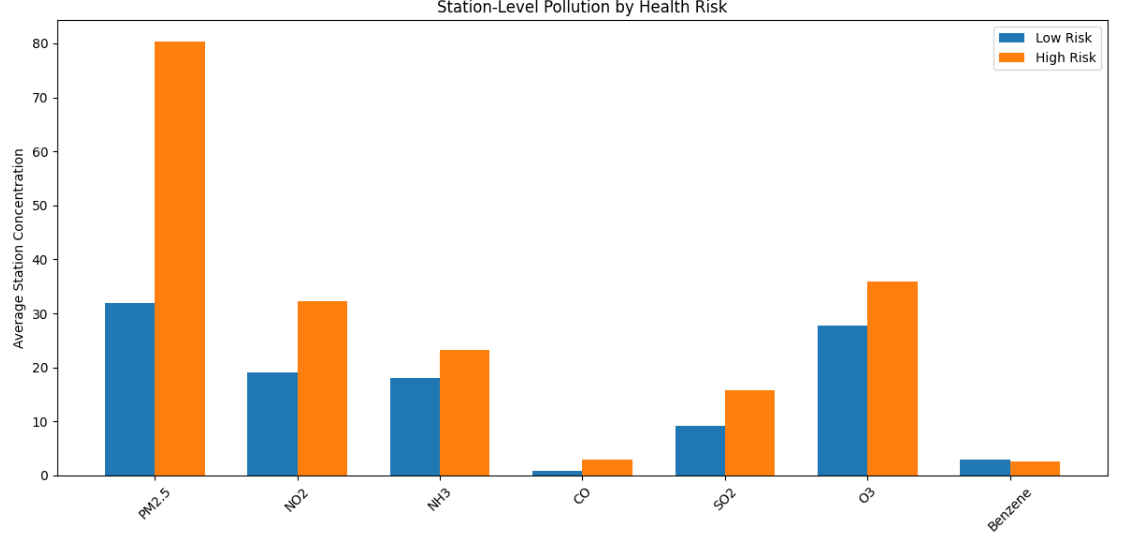 Station-Level Pollution by Health Risk
Low Risk
High Risk
Average Station Concentration
80
70
60
50
40
30
20
10
0
PM2.5
NO2
NH3
CO
SO2
O3
Benzene